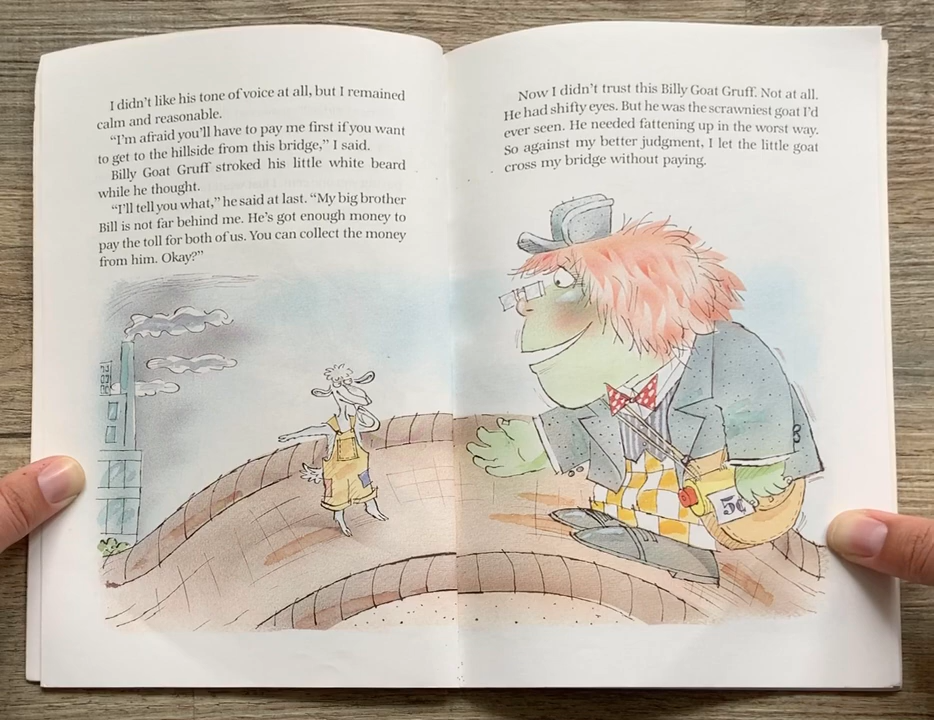 I didn't like his tone of voice at all, but I remained
calm and reasonable.
"I'm afraid you'll have to pay me first if you want
to get to the hillside from this bridge," I said.
Billy Goat Gruff stroked his little white beard
while he thought.
"I'll tell you what," he said at last. "My big brother
Bill is not far behind me. He's got enough money to
pay the toll for both of us. You can collect the money
from him. Okay?"
Now I didn't trust this Billy Goat Gruff. Not at all.
He had shifty eyes. But he was the scrawniest goat I'd
ever seen. He needed fattening up in the worst way.
So against my better judgment, I let the little goat
cross my bridge without paying.
5¢